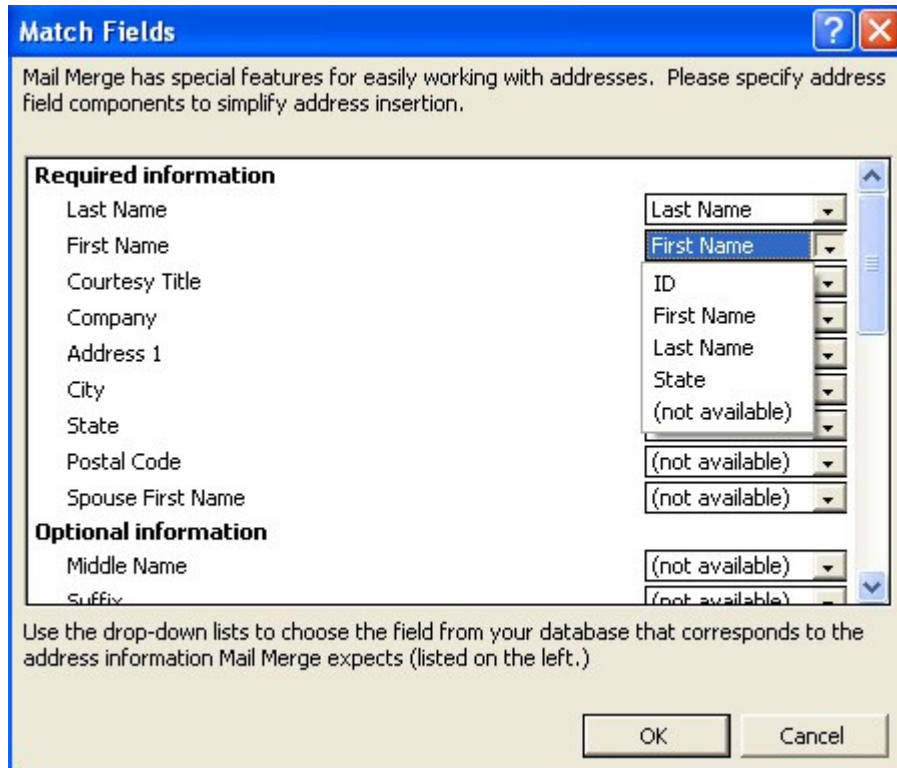 Match Fields
Mail Merge has special features for easily working with addresses. Please specify address
field components to simplify address insertion.
Required information
Last Name Last Name
First Name First Name
Courtesy Title ID
Company First Name
Address 1 Last Name
City State
State (not available)
Postal Code (not available)
Spouse First Name (not available)
Optional information
Middle Name (not available)
Suffix (not available)
Use the drop-down lists to choose the field from your database that corresponds to the
address information Mail Merge expects (listed on the left.)
OK Cancel